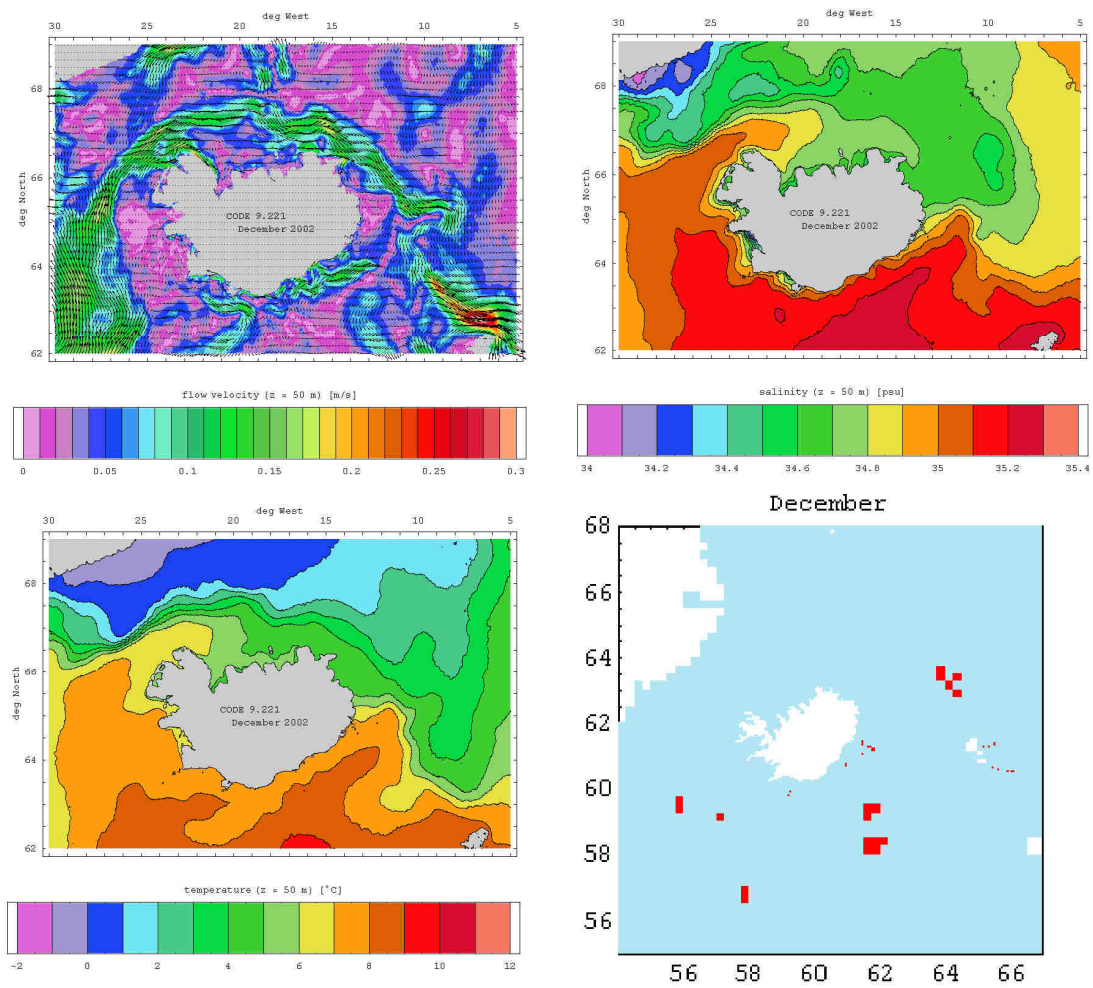 deg West
30 25 20 15 10 5
68
66
64
62
deg North
CODE 9.221
December 2002
flow velocity (z = 50 m) [m/s]
0 0.05 0.1 0.15 0.2 0.25 0.3
deg West
30 25 20 15 10 5
68
66
64
62
deg North
CODE 9.221
December 2002
salinity (z = 50 m) [psu]
34 34.2 34.4 34.6 34.8 35 35.2 35.4
deg West
30 25 20 15 10 5
68
66
64
62
deg North
CODE 9.221
December 2002
temperature (z = 50 m) [°C]
-2 0 2 4 6 8 10 12
December
68
66
64
62
60
58
56
56 58 60 62 64 66